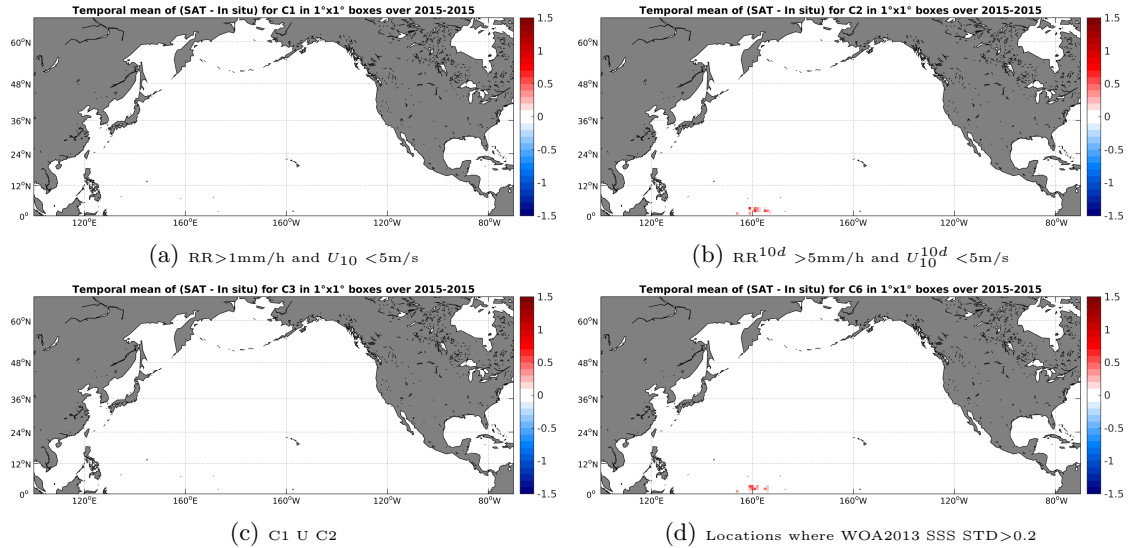 Temporal mean of (SAT - In situ) for C1 in 1°x1° boxes over 2015-2015
60°N
48°N
36°N
24°N
12°N
0°
120°E
160°E
160°W
120°W
80°W
1.5
1
0.5
0
-0.5
-1
-1.5
(a) RR>1mm/h and U10 <5m/s
Temporal mean of (SAT - In situ) for C2 in 1°x1° boxes over 2015-2015
60°N
48°N
36°N
24°N
12°N
0°
120°E
160°E
160°W
120°W
80°W
1.5
1
0.5
0
-0.5
-1
-1.5
(b) RR^10d >5mm/h and U10^10d <5m/s
Temporal mean of (SAT - In situ) for C3 in 1°x1° boxes over 2015-2015
60°N
48°N
36°N
24°N
12°N
0°
120°E
160°E
160°W
120°W
80°W
1.5
1
0.5
0
-0.5
-1
-1.5
(c) C1 U C2
Temporal mean of (SAT - In situ) for C6 in 1°x1° boxes over 2015-2015
60°N
48°N
36°N
24°N
12°N
0°
120°E
160°E
160°W
120°W
80°W
1.5
1
0.5
0
-0.5
-1
-1.5
(d) Locations where WOA2013 SSS STD>0.2